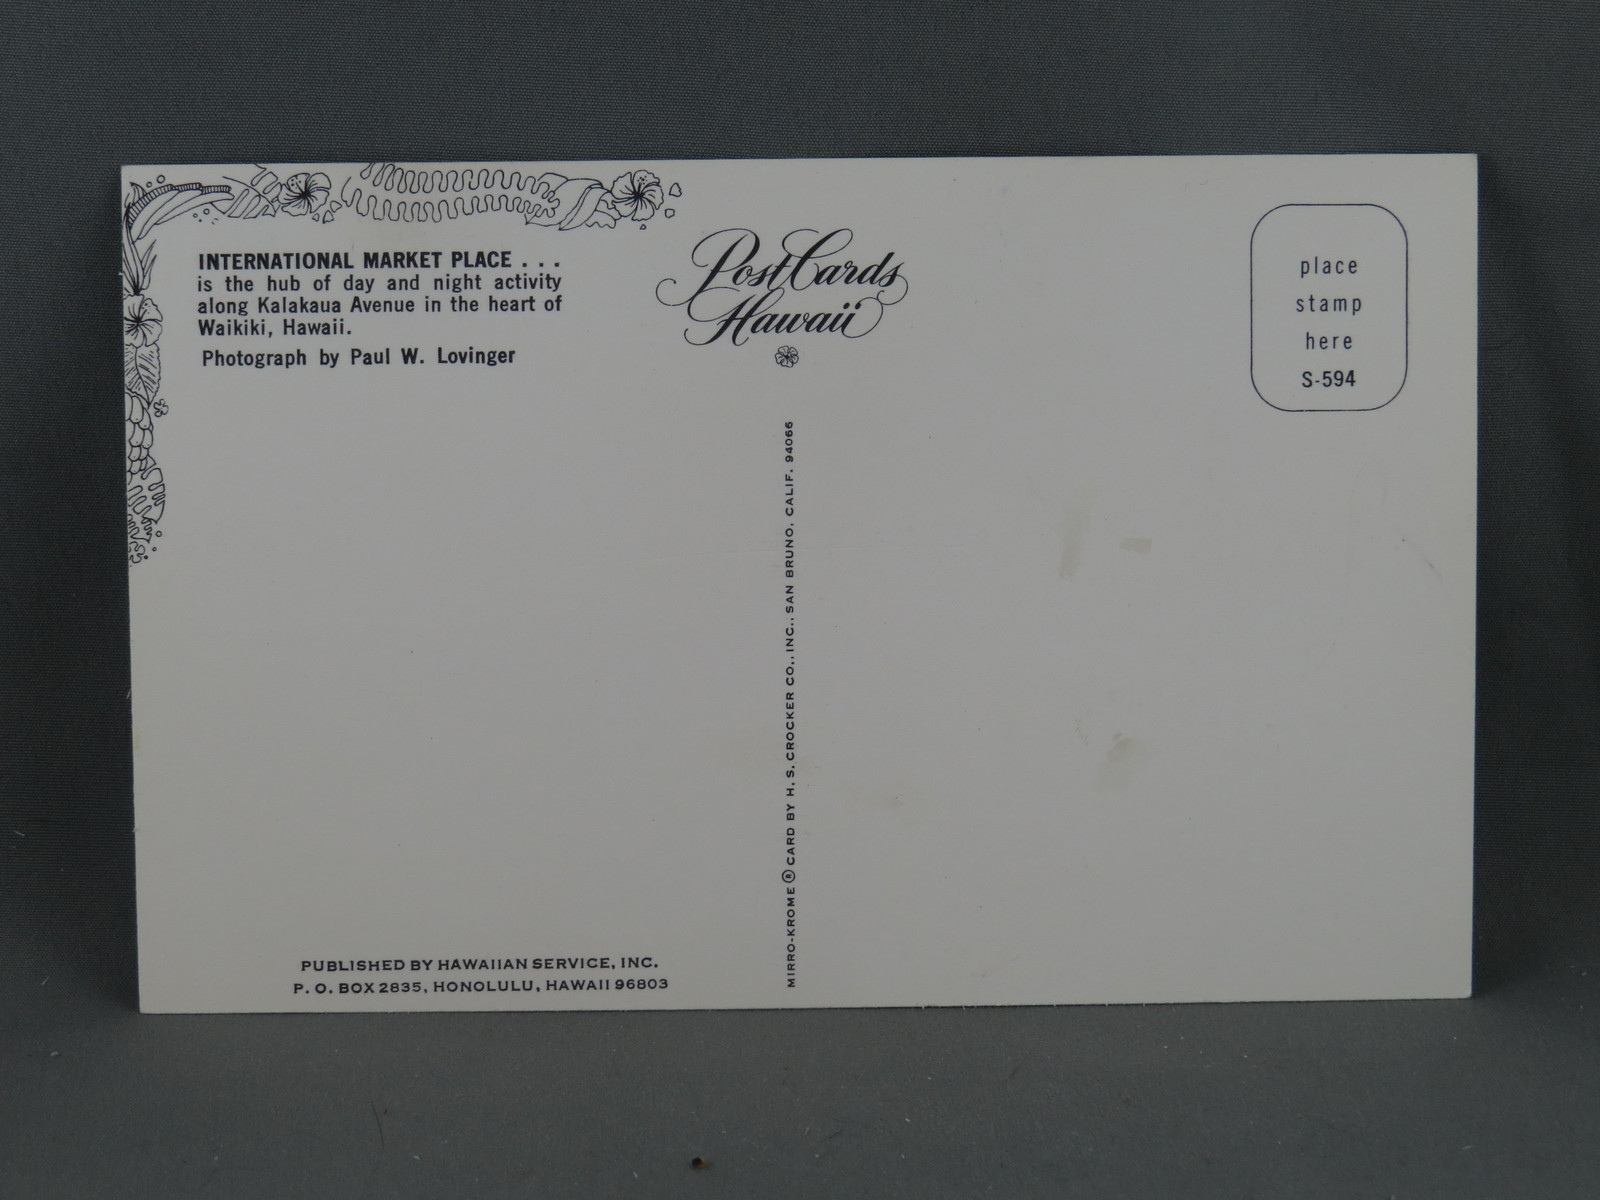 INTERNATIONAL MARKET PLACE . . .
is the hub of day and night activity
along Kalakaua Avenue in the heart of
Waikiki, Hawaii.
Photograph by Paul W. Lovinger
PostCards
Hawaii
place
stamp
here
S-594
MIRRO-KROME ® CARD BY H. S. CROCKER CO., INC., SAN BRUNO, CALIF. 94066
PUBLISHED BY HAWAIIAN SERVICE, INC.
P. O. BOX 2835, HONOLULU, HAWAII 96803